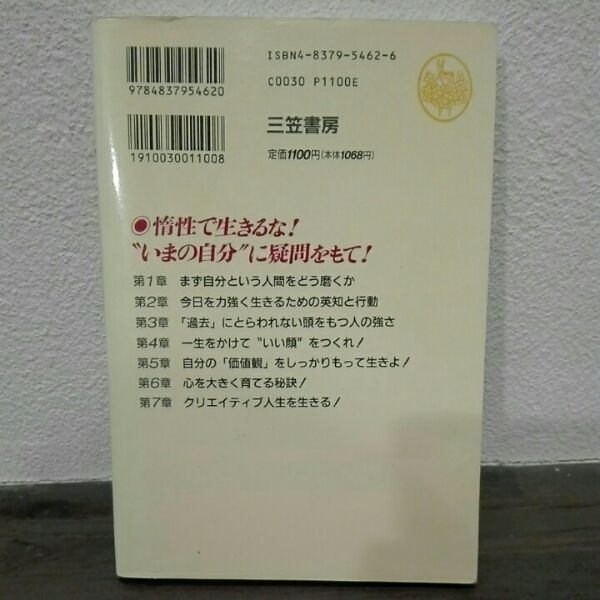 ISBN4-8379-5462-6
C0030 P1100E
9784837954620
三笠書房
定価1100円(本体1068円)
1910030011008
◉惰性で生きるな!
“いまの自分”に疑問をもて!
第1章 まず自分という人間をどう磨くか
第2章 今日を力強く生きるための英知と行動
第3章 「過去」にとらわれない頭をもつ人の強さ
第4章 一生をかけて“いい顔”をつくれ!
第5章 自分の「価値観」をしっかりもって生きよ!
第6章 心を大きく育てる秘訣!
第7章 クリエイティブ人生を生きる!